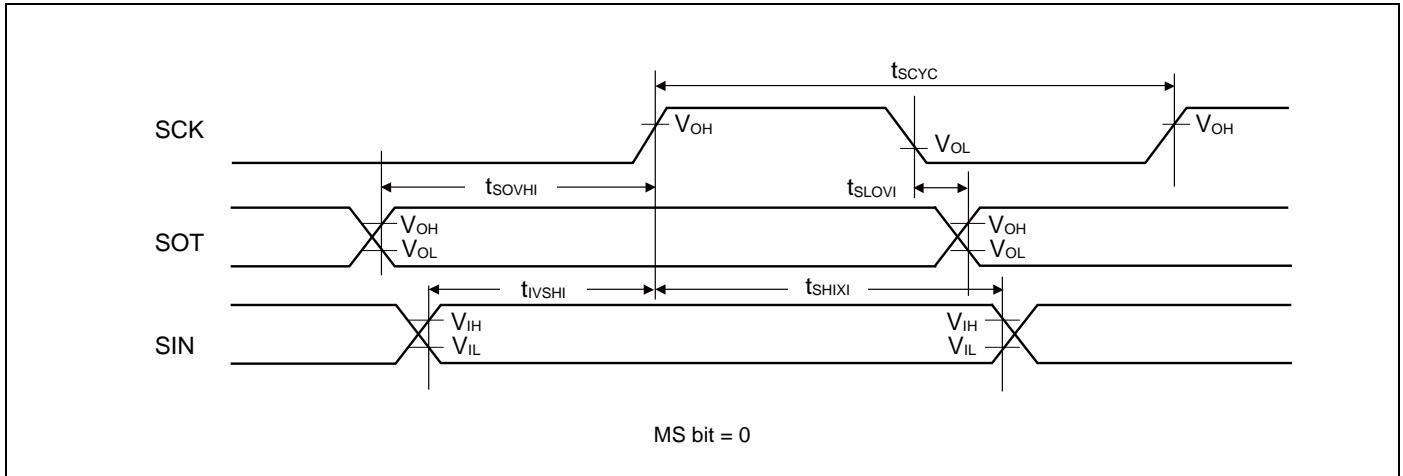 tSCYC
SCK
VOH
VOL
VOH
tSOVHI
tSLOVI
SOT
VOH
VOL
VOH
VOL
tIVSHI
tSHIXI
SIN
VIH
VIL
VIH
VIL
MS bit = 0